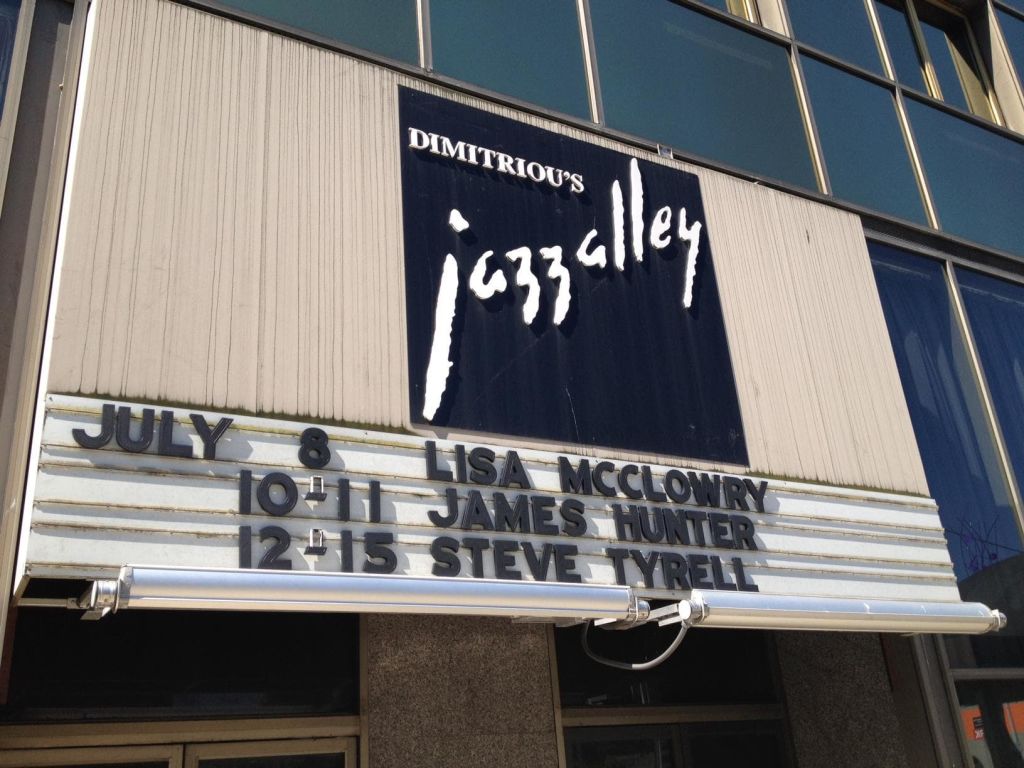 DIMITRIOU'S
jazzalley
JULY 8 LISA MCCLOWRY
10-11 JAMES HUNTER
12-15 STEVE TYRELL